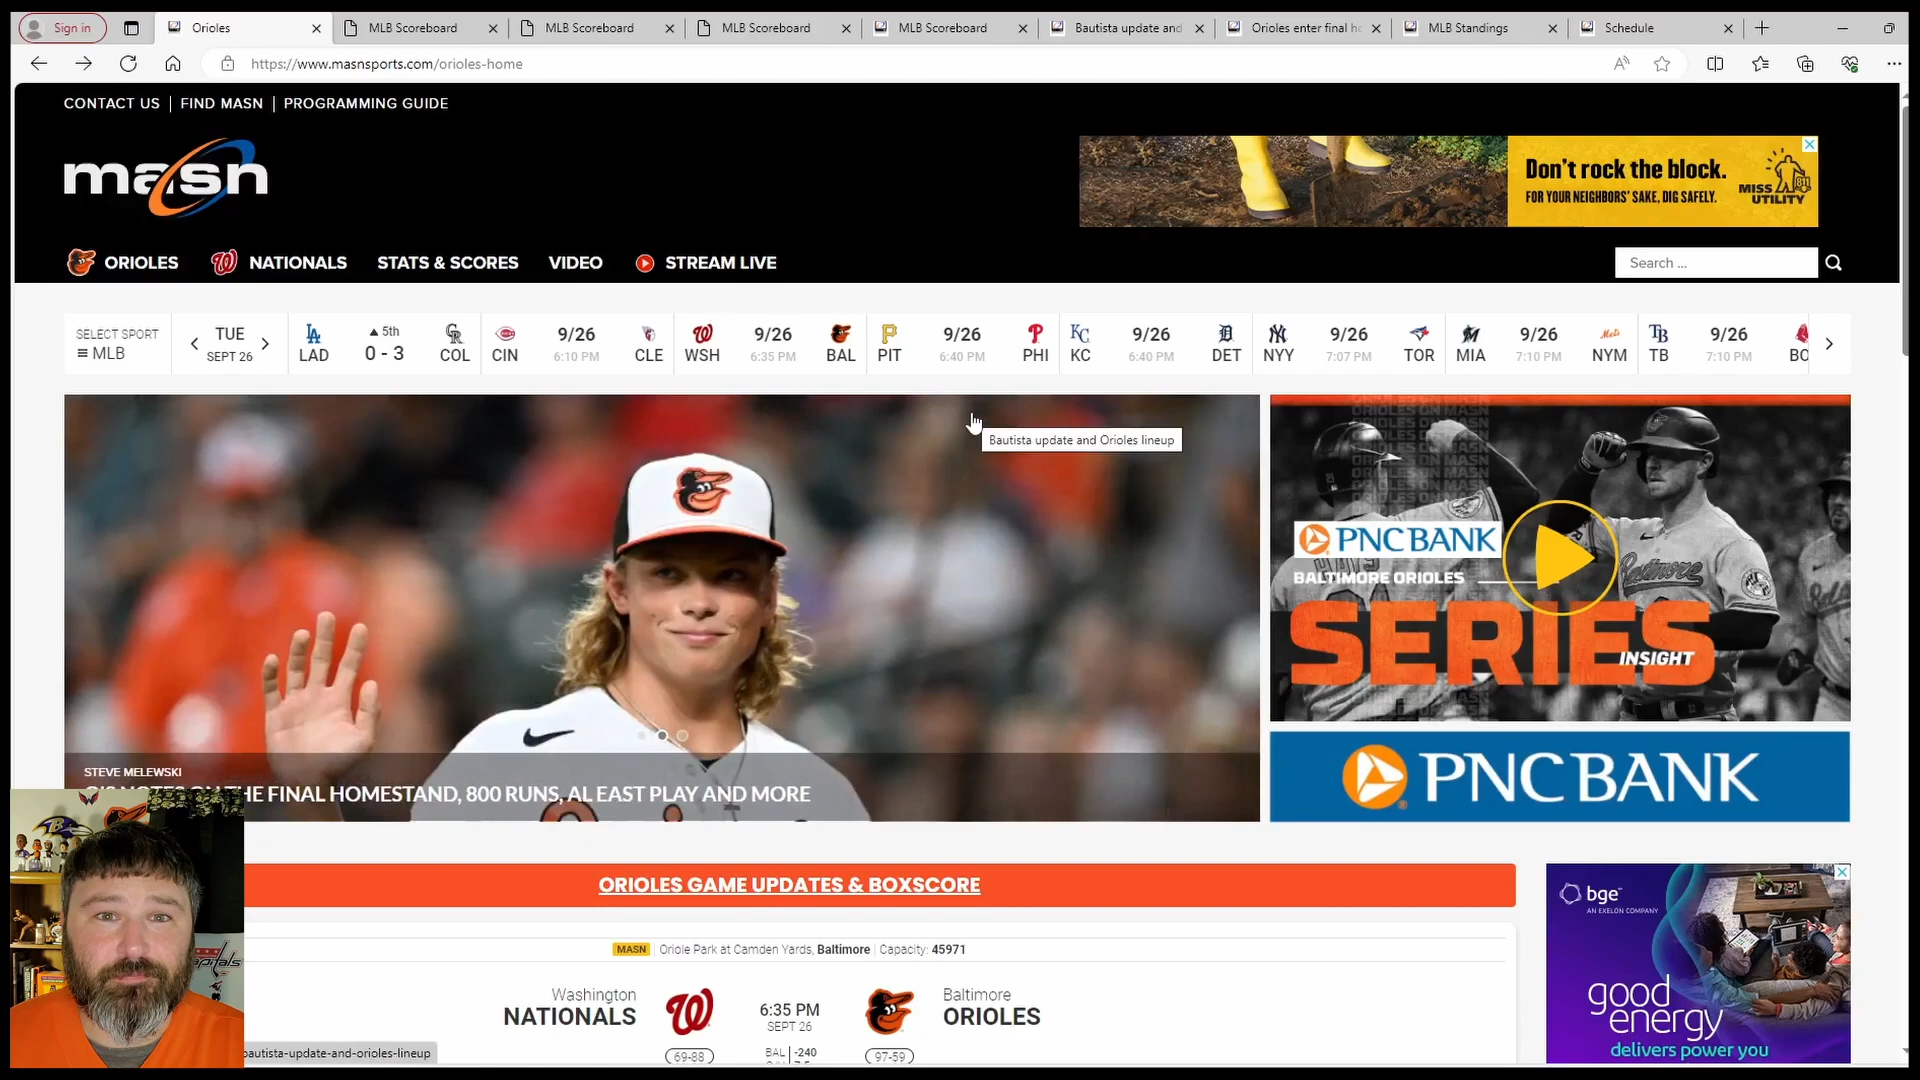 Sign in
Orioles
MLB Scoreboard
MLB Scoreboard
MLB Scoreboard
MLB Scoreboard
Bautista update and
Orioles enter final h
MLB Standings
Schedule
https://www.masnsports.com/orioles-home
CONTACT US | FIND MASN | PROGRAMMING GUIDE
masn
Don't rock the block.
FOR YOUR NEIGHBORS' SAKE, DIG SAFELY.
811
MISS UTILITY
ORIOLES NATIONALS STATS & SCORES VIDEO STREAM LIVE
Search ...
SELECT SPORT
MLB
TUE
SEPT 26
LAD 0 - 3 COL
5th
CIN 9/26 CLE
6:10 PM
WSH 9/26 BAL
6:35 PM
PIT 9/26 PHI
6:40 PM
KC 9/26 DET
6:40 PM
NYY 9/26 TOR
7:07 PM
MIA 9/26 NYM
7:10 PM
TB 9/26 BO
7:10 PM
Bautista update and Orioles lineup
STEVE MELEWSKI
THE FINAL HOMESTAND, 800 RUNS, AL EAST PLAY AND MORE
ORIOLES ON MASN
PNC BANK
BALTIMORE ORIOLES
SERIES
INSIGHT
Baltimore
PNC BANK
ORIOLES GAME UPDATES & BOXSCORE
MASN Oriole Park at Camden Yards, Baltimore | Capacity: 45971
Washington
NATIONALS
69-88
6:35 PM
SEPT 26
BAL -240
Baltimore
ORIOLES
97-59
bge
AN EXELON COMPANY
good
energy
delivers power you
capitals
autista-update-and-orioles-lineup